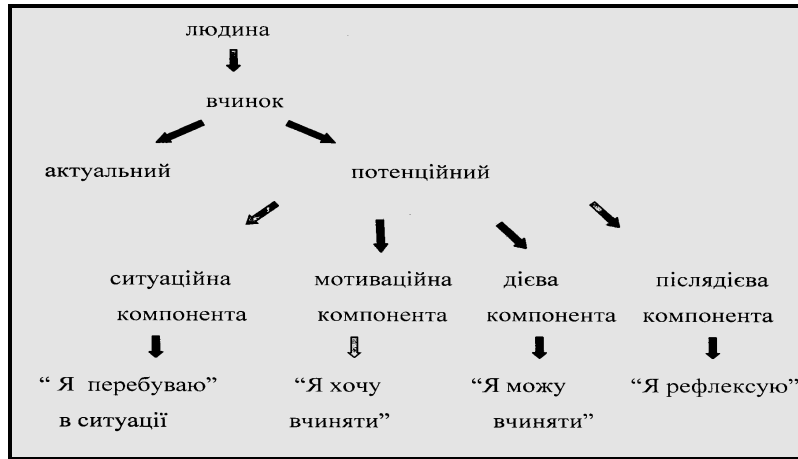 людина
вчинок
актуальний потенційний
ситуаційна мотиваційна дієва післядієва
компонента компонента компонента компонента
“ Я перебуваю” “Я хочу “Я можу “Я рефлексую”
в ситуації вчиняти” вчиняти”